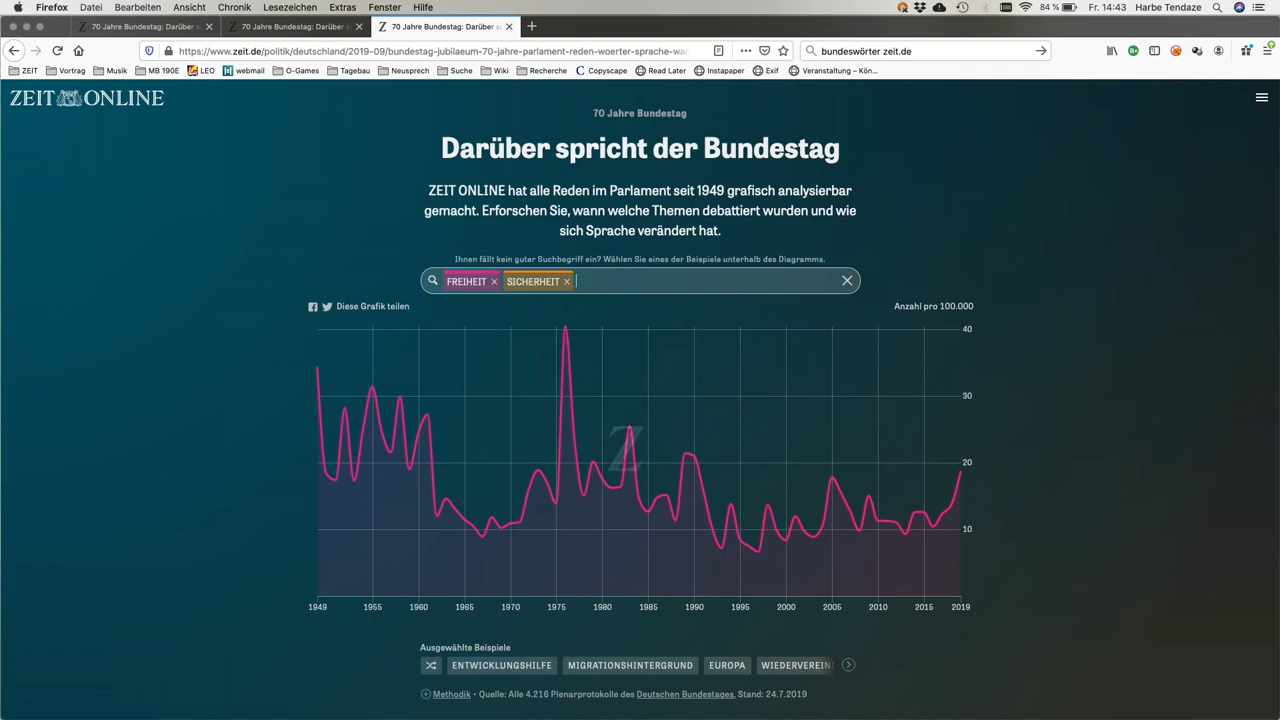 Firefox Datei Bearbeiten Ansicht Chronik Lesezeichen Extras Fenster Hilfe 84 % Fr. 14:43 Harbe Tendaze
Z 70 Jahre Bundestag: Darüber s Z 70 Jahre Bundestag: Darüber s Z 70 Jahre Bundestag: Darüber s
https://www.zeit.de/politik/deutschland/2019-09/bundestag-jubilaeum-70-jahre-parlament-reden-woerter-sprache-wan bundeswörter zeit.de
ZEIT Vortrag Musik MB 190E LEO webmail O-Games Tagebau Neusprech Suche Wiki Recherche Copyscape Read Later Instapaper Exif Veranstaltung – Kön…
ZEIT ONLINE
70 Jahre Bundestag
Darüber spricht der Bundestag
ZEIT ONLINE hat alle Reden im Parlament seit 1949 grafisch analysierbar
gemacht. Erforschen Sie, wann welche Themen debattiert wurden und wie
sich Sprache verändert hat.
Ihnen fällt kein guter Suchbegriff ein? Wählen Sie eines der Beispiele unterhalb des Diagramms.
FREIHEIT × SICHERHEIT ×
Diese Grafik teilen Anzahl pro 100.000
40
30
20
10
1949 1955 1960 1965 1970 1975 1980 1985 1990 1995 2000 2005 2010 2015 2019
Ausgewählte Beispiele
ENTWICKLUNGSHILFE MIGRATIONSHINTERGRUND EUROPA WIEDERVEREIN
Methodik • Quelle: Alle 4.216 Plenarprotokolle des Deutschen Bundestages, Stand: 24.7.2019